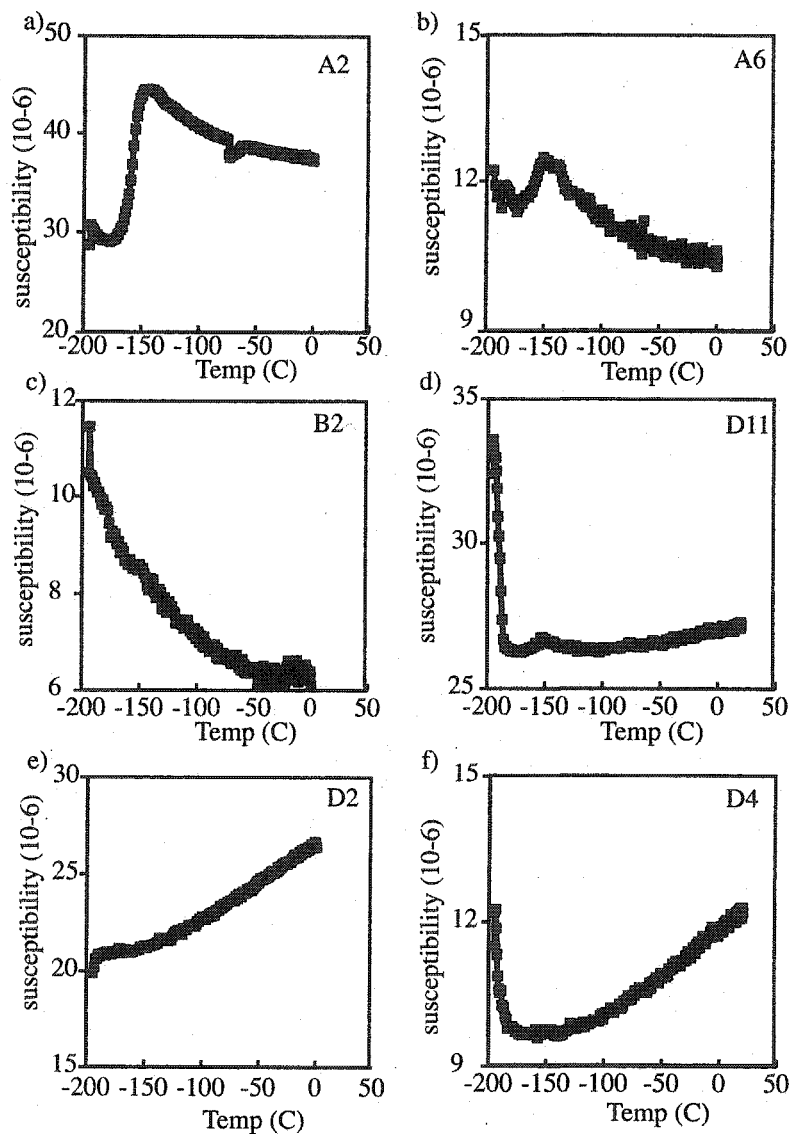 a)
50
A2
40
30
20
susceptibility (10-6)
-200 -150 -100 -50 0 50
Temp (C)
b)
15
A6
12
9
susceptibility (10-6)
-200 -150 -100 -50 0 50
Temp (C)
c)
12
B2
10
8
6
susceptibility (10-6)
-200 -150 -100 -50 0 50
Temp (C)
d)
35
D11
30
25
susceptibility (10-6)
-200 -150 -100 -50 0 50
Temp (C)
e)
30
D2
25
20
15
susceptibility (10-6)
-200 -150 -100 -50 0 50
Temp (C)
f)
15
D4
12
9
susceptibility (10-6)
-200 -150 -100 -50 0 50
Temp (C)